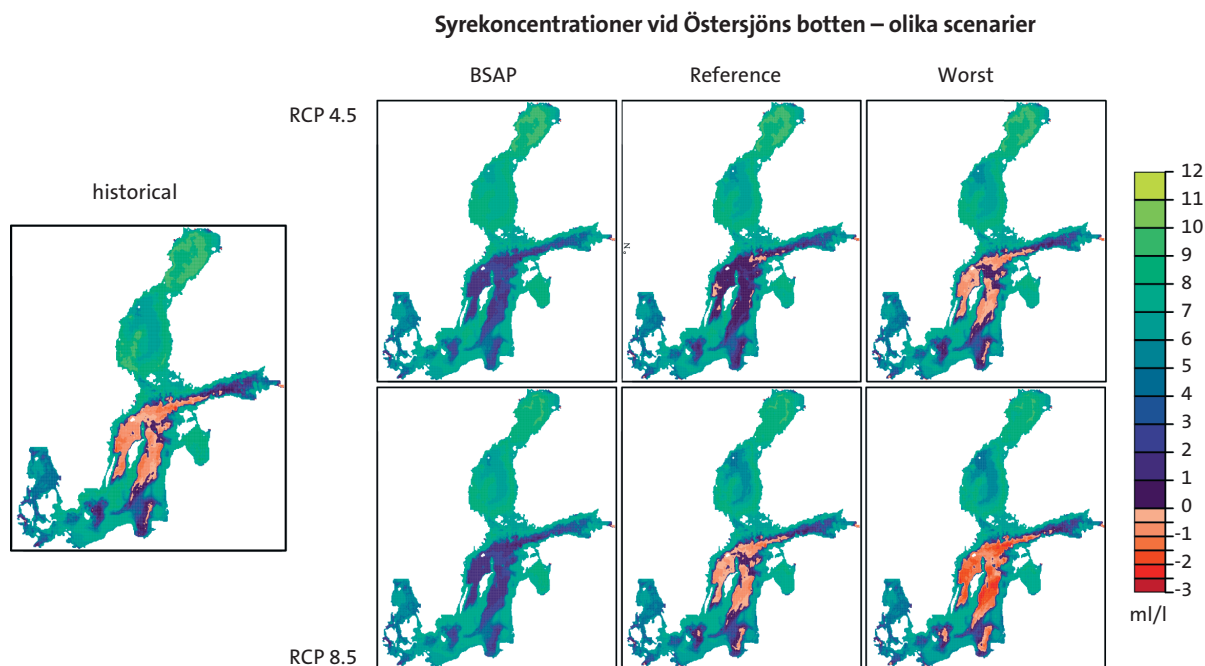 Syrekoncentrationer vid Östersjöns botten – olika scenarier
BSAP
Reference
Worst
RCP 4.5
historical
°N
12
11
10
9
8
7
6
5
4
3
2
1
0
-1
-2
-3
ml/l
RCP 8.5